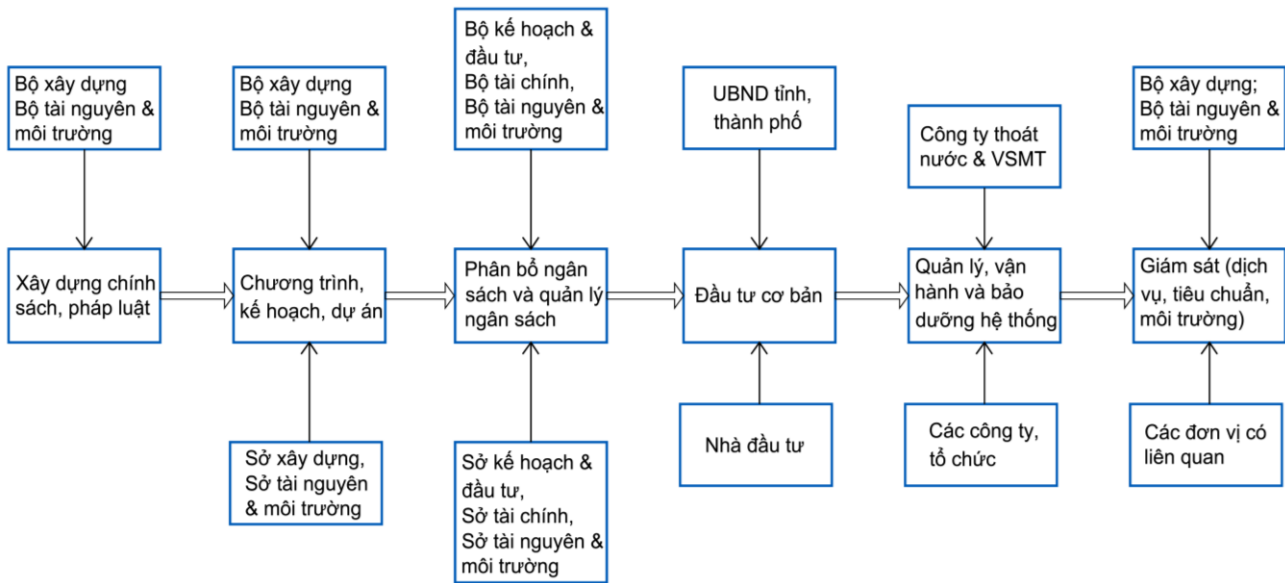 Bộ xây dựng
Bộ tài nguyên &
môi trường
Bộ xây dựng
Bộ tài nguyên &
môi trường
Bộ kế hoạch &
đầu tư,
Bộ tài chính,
Bộ tài nguyên &
môi trường
UBND tỉnh,
thành phố
Công ty thoát
nước & VSMT
Bộ xây dựng;
Bộ tài nguyên &
môi trường
Xây dựng chính
sách, pháp luật
Chương trình,
kế hoạch, dự án
Phân bổ ngân
sách và quản lý
ngân sách
Đầu tư cơ bản
Quản lý, vận
hành và bảo
dưỡng hệ thống
Giám sát (dịch
vụ, tiêu chuẩn,
môi trường)
Sở xây dựng,
Sở tài nguyên
& môi trường
Sở kế hoạch &
đầu tư,
Sở tài chính,
Sở tài nguyên &
môi trường
Nhà đầu tư
Các công ty,
tổ chức
Các đơn vị có
liên quan